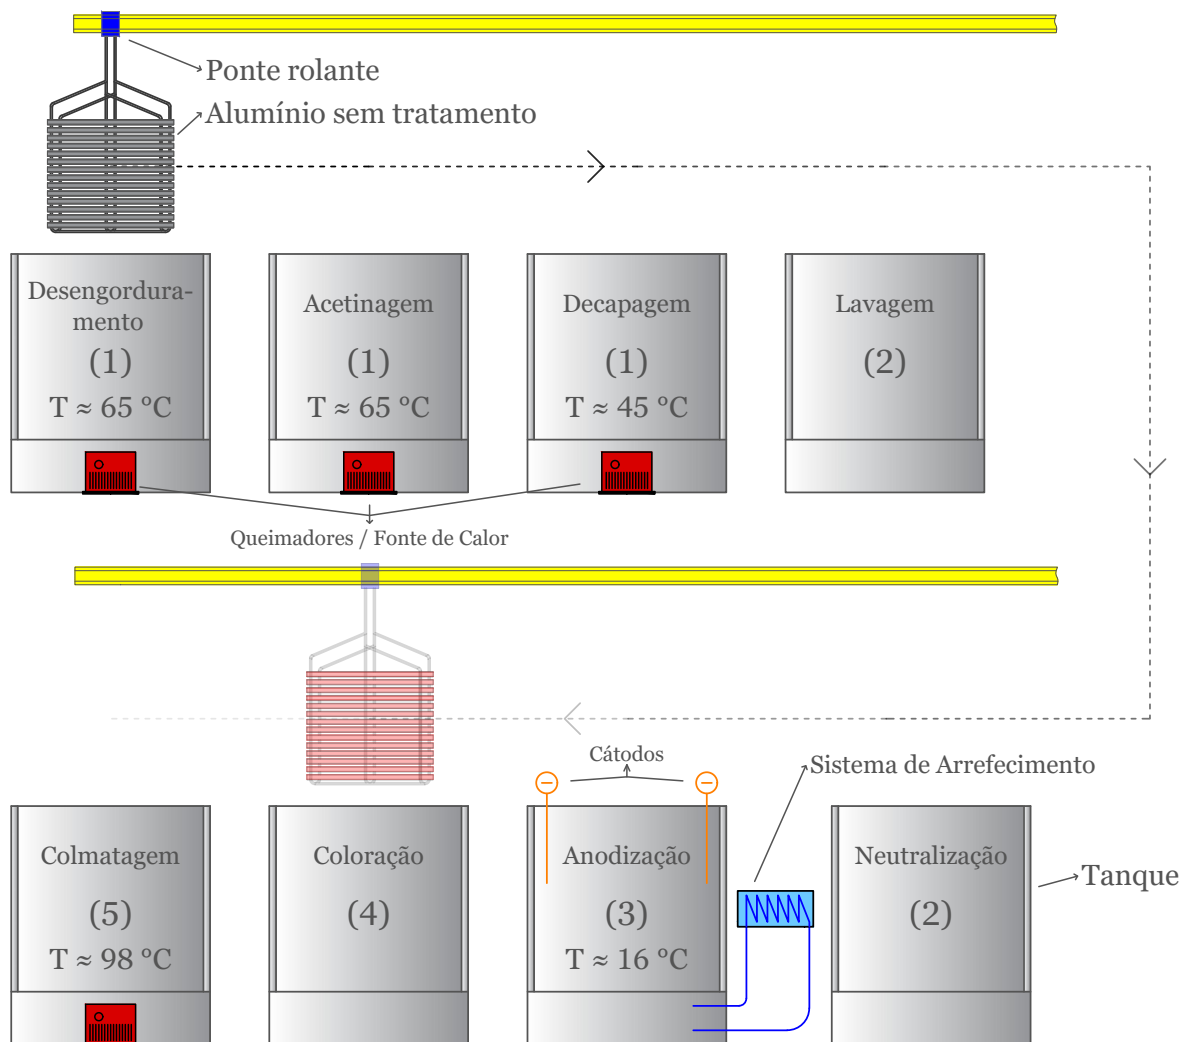 Ponte rolante
Alumínio sem tratamento
Desengordura-
mento
(1)
T ≈ 65 °C
Acetinagem
(1)
T ≈ 65 °C
Decapagem
(1)
T ≈ 45 °C
Lavagem
(2)
Queimadores / Fonte de Calor
Cátodos
Sistema de Arrefecimento
Colmatagem
(5)
T ≈ 98 °C
Coloração
(4)
Anodização
(3)
T ≈ 16 °C
Neutralização
(2)
Tanque